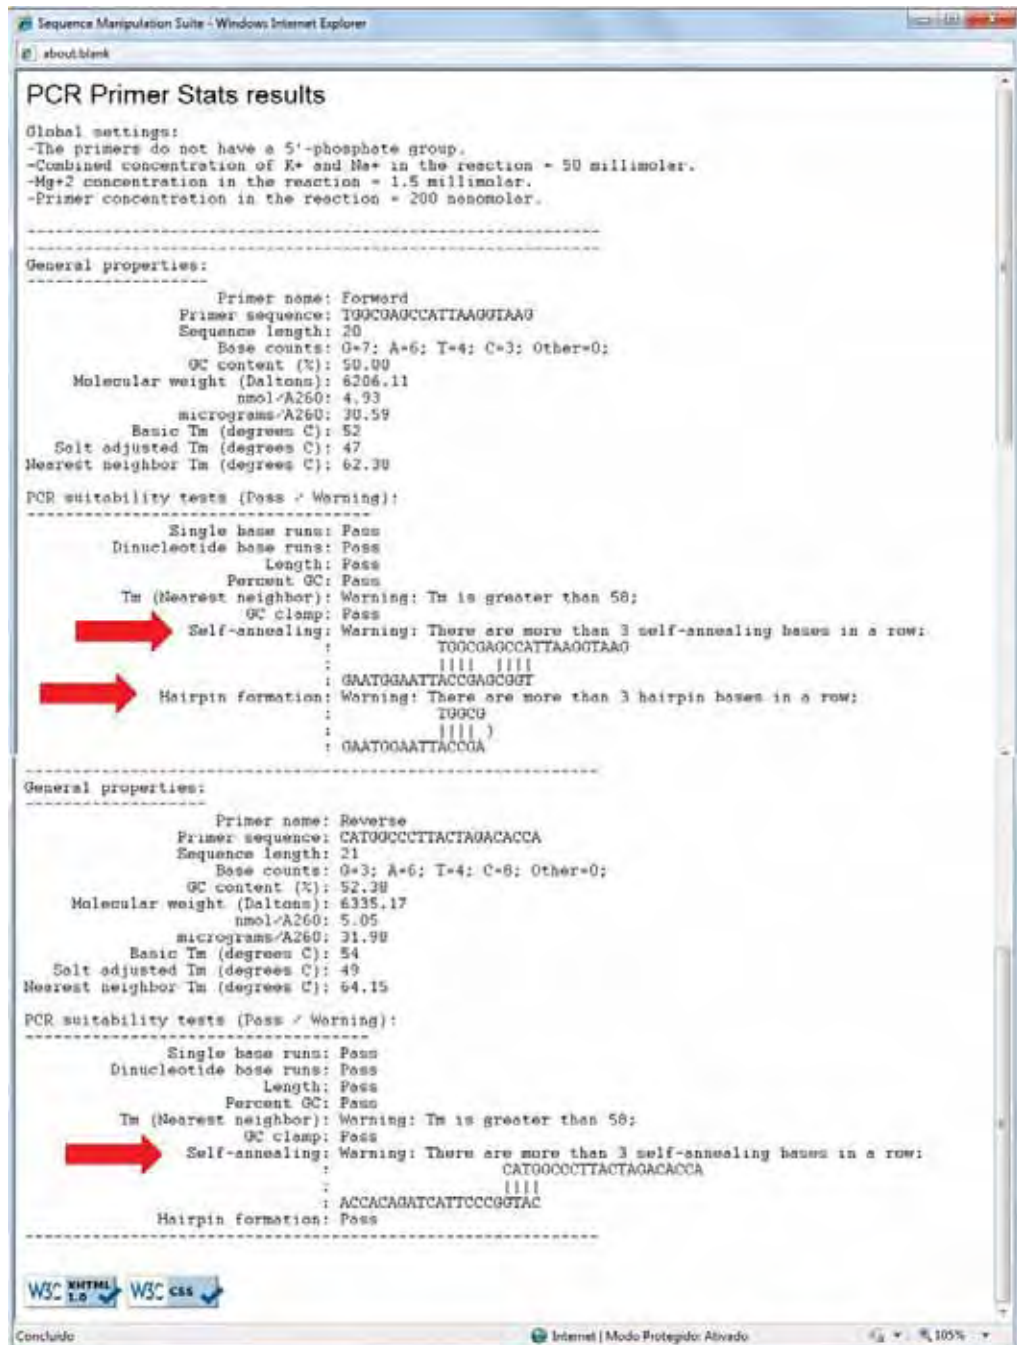 Sequence Manipulation Suite - Windows Internet Explorer
about:blank
PCR Primer Stats results
Global settings:
-The primers do not have a 5'-phosphate group.
-Combined concentration of K+ and Na+ in the reaction = 50 millimolar.
-Mg+2 concentration in the reaction = 1.5 millimolar.
-Primer concentration in the reaction = 200 nanomolar.
------------------------------------------------------------
------------------------------------------------------------
General properties:
-------------------
Primer name: Forward
Primer sequence: TGGCGAGCCATTAAGGTAAG
Sequence length: 20
Base counts: G=7; A=6; T=4; C=3; Other=0;
GC content (%): 50.00
Molecular weight (Daltons): 6206.11
nmol/A260: 4.93
micrograms/A260: 30.59
Basic Tm (degrees C): 52
Salt adjusted Tm (degrees C): 47
Nearest neighbor Tm (degrees C): 62.30
PCR suitability tests (Pass / Warning):
------------------------------------
Single base runs: Pass
Dinucleotide base runs: Pass
Length: Pass
Percent GC: Pass
Tm (Nearest neighbor): Warning: Tm is greater than 58;
GC clamp: Pass
Self-annealing: Warning: There are more than 3 self-annealing bases in a row;
: TGGCGAGCCATTAAGGTAAG
: |||| ||||
: GAATGGAATTACCGAGCGGT
Hairpin formation: Warning: There are more than 3 hairpin bases in a row;
: TGGCG
: |||| )
: GAATGGAATTACCGA
------------------------------------------------------------
General properties:
-------------------
Primer name: Reverse
Primer sequence: CATGGCCCTTACTAGACACCA
Sequence length: 21
Base counts: G=3; A=6; T=4; C=8; Other=0;
GC content (%): 52.38
Molecular weight (Daltons): 6335.17
nmol/A260: 5.05
micrograms/A260: 31.98
Basic Tm (degrees C): 54
Salt adjusted Tm (degrees C): 49
Nearest neighbor Tm (degrees C): 64.15
PCR suitability tests (Pass / Warning):
------------------------------------
Single base runs: Pass
Dinucleotide base runs: Pass
Length: Pass
Percent GC: Pass
Tm (Nearest neighbor): Warning: Tm is greater than 58;
GC clamp: Pass
Self-annealing: Warning: There are more than 3 self-annealing bases in a row;
: CATGGCCCTTACTAGACACCA
: ||||
: ACCACAGATCATTCCCGGTAC
Hairpin formation: Pass
------------------------------------------------------------
W3C XHTML 1.0 W3C CSS
Concluído Internet | Modo Protegido: Ativado 105%